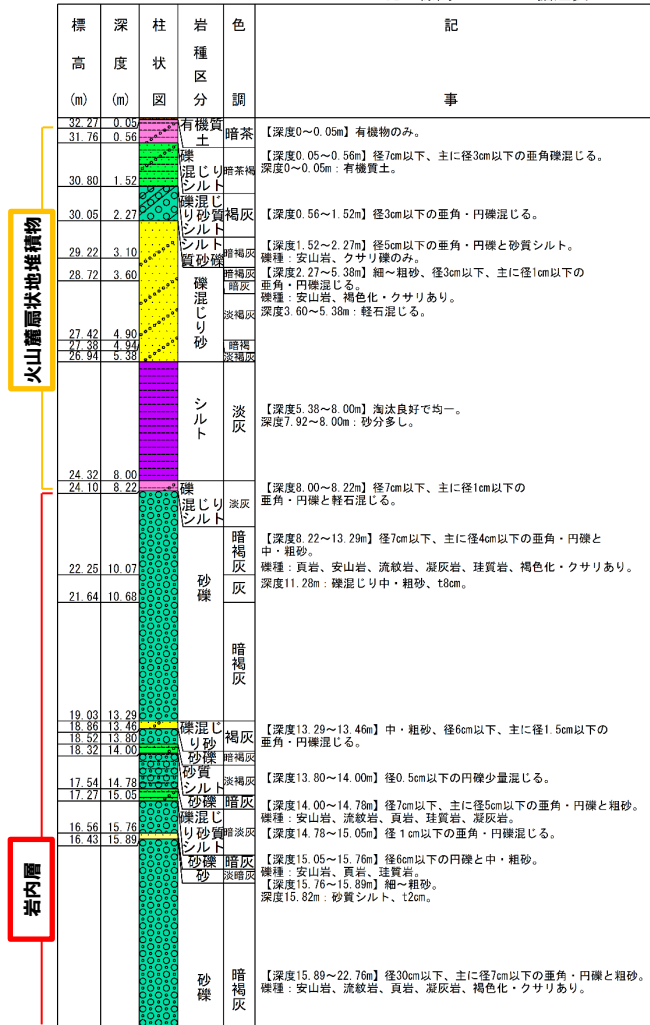 標高(m)
深度(m)
柱状図
岩種区分
色調
記事
火山麓扇状地堆積物
岩内層
32.27 0.05
31.76 0.56
30.80 1.52
30.05 2.27
29.22 3.10
28.72 3.60
27.42 4.90
27.38 4.94
26.94 5.38
24.32 8.00
24.10 8.22
22.25 10.07
21.64 10.68
19.03 13.29
18.86 13.46
18.52 13.80
18.32 14.00
17.54 14.78
17.27 15.05
16.56 15.76
16.43 15.89
有機質
土
礫
混じり
シルト
礫混じ
り砂質
シルト
シルト
質砂礫
礫混じり砂
シルト
礫
混じり
シルト
砂礫
礫混じ
り砂
砂礫
砂質
シルト
砂礫
礫混じ
り砂質
シルト
砂礫
砂
砂礫
暗茶
暗茶褐
褐灰
暗褐灰
暗褐灰
暗灰
淡褐灰
暗褐
淡褐灰
淡灰
淡灰
暗褐灰
灰
暗褐灰
褐灰
暗褐灰
淡褐灰
暗灰
暗淡灰
暗灰
淡暗灰
暗褐灰
【深度0～0.05m】有機物のみ。
【深度0.05～0.56m】径7cm以下、主に径3cm以下の亜角礫混じる。
深度0～0.05m：有機質土。
【深度0.56～1.52m】径3cm以下の亜角・円礫混じる。
【深度1.52～2.27m】径5cm以下の亜角・円礫と砂質シルト。
礫種：安山岩、クサリ礫のみ。
【深度2.27～5.38m】細～粗砂、径3cm以下、主に径1cm以下の
亜角・円礫混じる。
礫種：安山岩、褐色化・クサリあり。
深度3.60～5.38m：軽石混じる。
【深度5.38～8.00m】淘汰良好で均一。
深度7.92～8.00m：砂分多し。
【深度8.00～8.22m】径7cm以下、主に径1cm以下の
亜角・円礫と軽石混じる。
【深度8.22～13.29m】径7cm以下、主に径4cm以下の亜角・円礫と
中・粗砂。
礫種：頁岩、安山岩、流紋岩、凝灰岩、珪質岩、褐色化・クサリあり。
深度11.28m：礫混じり中・粗砂、t8cm。
【深度13.29～13.46m】中・粗砂、径6cm以下、主に径1.5cm以下の
亜角・円礫混じる。
【深度13.80～14.00m】径0.5cm以下の円礫少量混じる。
【深度14.00～14.78m】径7cm以下、主に径5cm以下の亜角・円礫と粗砂。
礫種：安山岩、流紋岩、頁岩、珪質岩、凝灰岩。
【深度14.78～15.05m】径１cm以下の亜角・円礫混じる。
【深度15.05～15.76m】径6cm以下の円礫と中・粗砂。
礫種：安山岩、頁岩、珪質岩。
【深度15.76～15.89m】細～粗砂。
深度15.82m：砂質シルト、t2cm。
【深度15.89～22.76m】径30cm以下、主に径7cm以下の亜角・円礫と粗砂。
礫種：安山岩、流紋岩、頁岩、凝灰岩、褐色化・クサリあり。